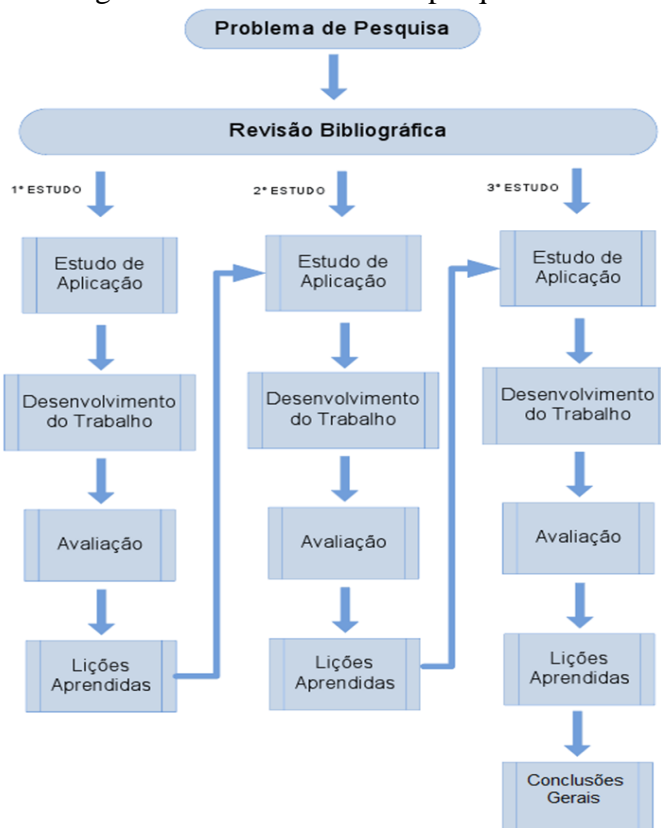 Problema de Pesquisa
Revisão Bibliográfica
1º ESTUDO
Estudo de
Aplicação
Desenvolvimento
do Trabalho
Avaliação
Lições
Aprendidas
2º ESTUDO
Estudo de
Aplicação
Desenvolvimento
do Trabalho
Avaliação
Lições
Aprendidas
3º ESTUDO
Estudo de
Aplicação
Desenvolvimento
do Trabalho
Avaliação
Lições
Aprendidas
Conclusões
Gerais